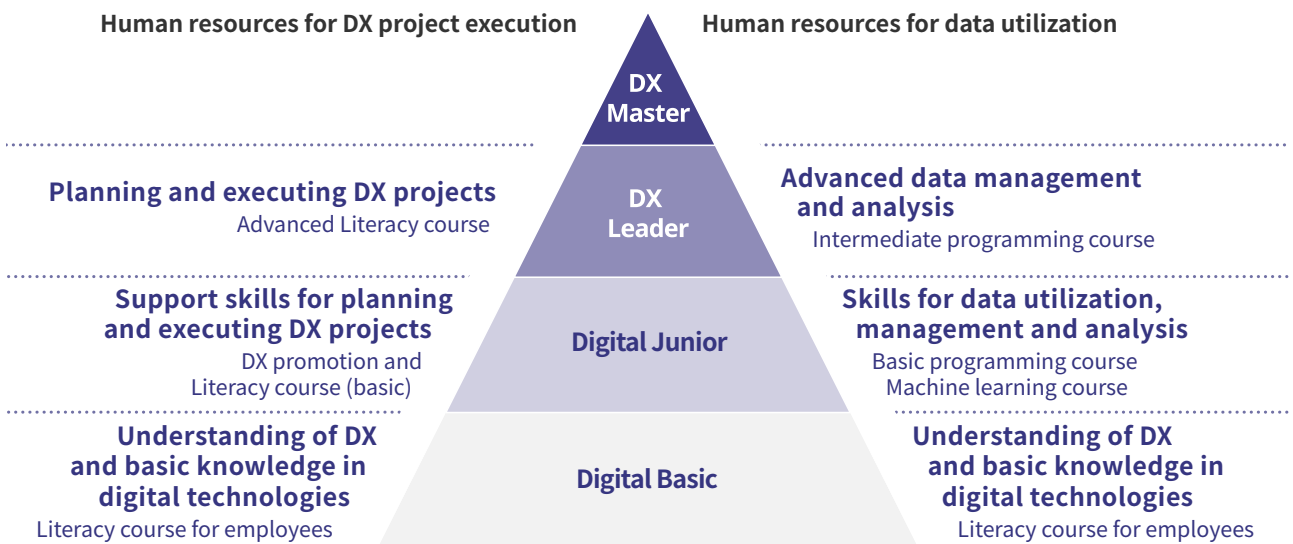 Human resources for DX project execution
Human resources for data utilization
DX
Master
Planning and executing DX projects
Advanced Literacy course
DX
Leader
Advanced data management
and analysis
Intermediate programming course
Support skills for planning
and executing DX projects
DX promotion and
Literacy course (basic)
Digital Junior
Skills for data utilization,
management and analysis
Basic programming course
Machine learning course
Understanding of DX
and basic knowledge in
digital technologies
Literacy course for employees
Digital Basic
Understanding of DX
and basic knowledge in
digital technologies
Literacy course for employees